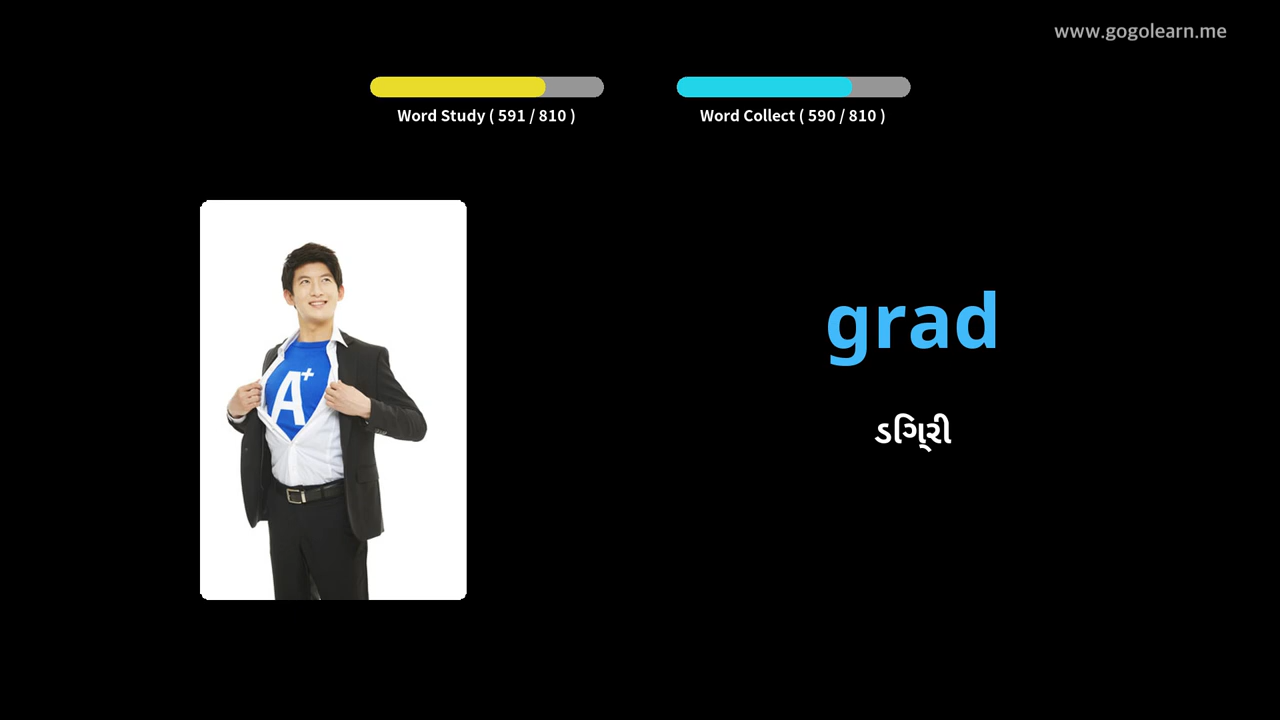 www.gogolearn.me
Word Study ( 591 / 810 )
Word Collect ( 590 / 810 )
A+
grad
ડિગ્રી